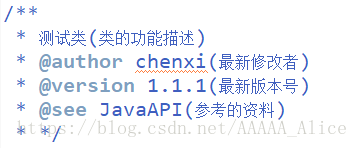 /**
* 测试类(类的功能描述)
* @author chenxi(最新修改者)
* @version 1.1.1(最新版本号)
* @see JavaAPI(参考的资料)
* */
https://blog.csdn.net/AAAAA_Alice